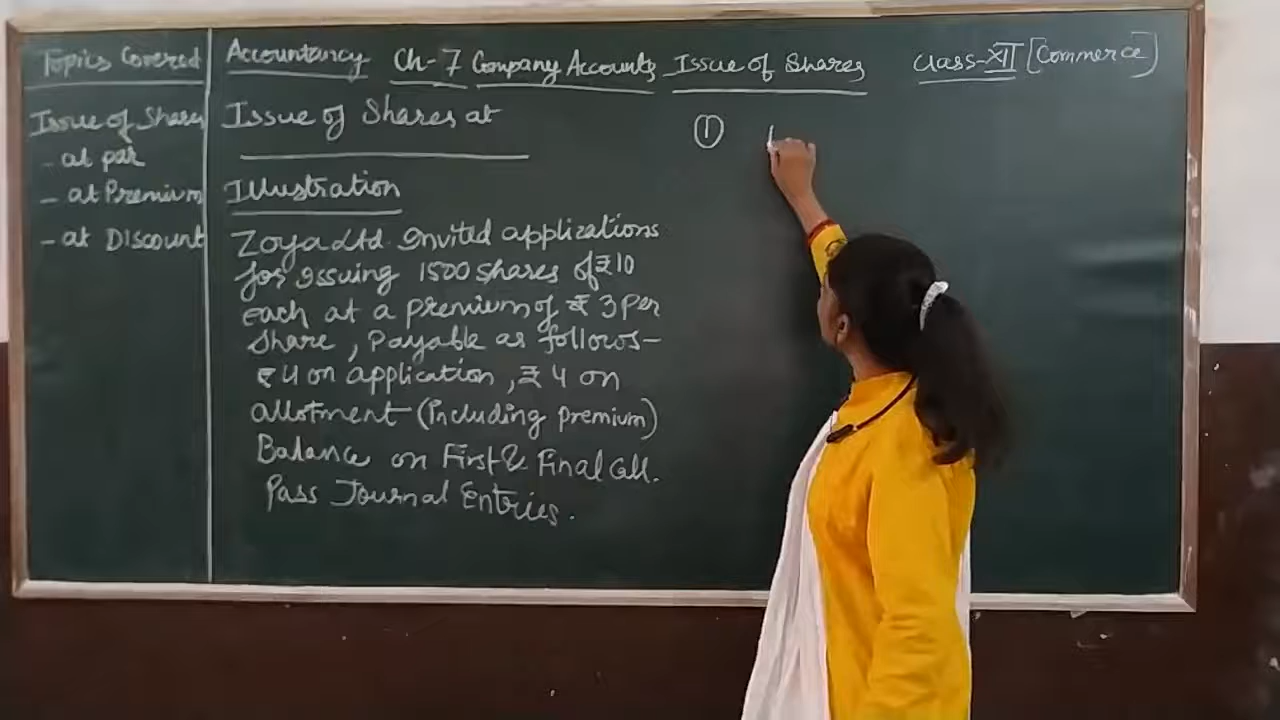 Topics Covered
Issue of Shares
- at par
- at Premium
- at Discount
Accountancy Ch-7 Company Accounts Issue of Shares Class-XII [Commerce]
Issue of Shares at
Illustration
Zoya Ltd. Invited applications
for issuing 1500 shares of ₹10
each at a premium of ₹ 3 per
share, Payable as follows-
₹4 on application, ₹ 4 on
allotment (including premium)
Balance on First & Final Call.
Pass Journal Entries.
①